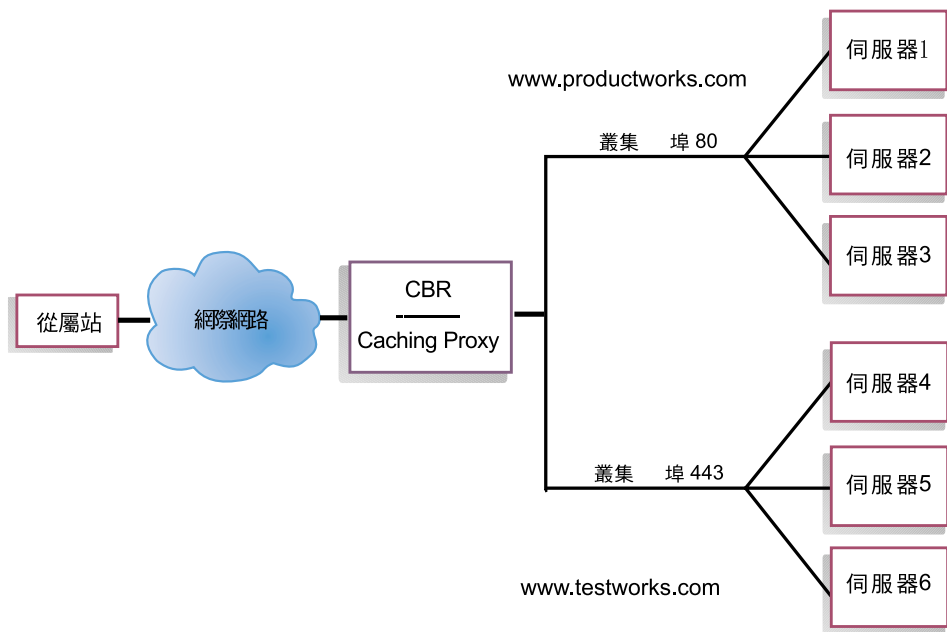 伺服器1
www.productworks.com
叢集 埠 80
伺服器2
伺服器3
CBR
Caching Proxy
從屬站
網際網路
伺服器4
叢集 埠 443
伺服器5
www.testworks.com
伺服器6